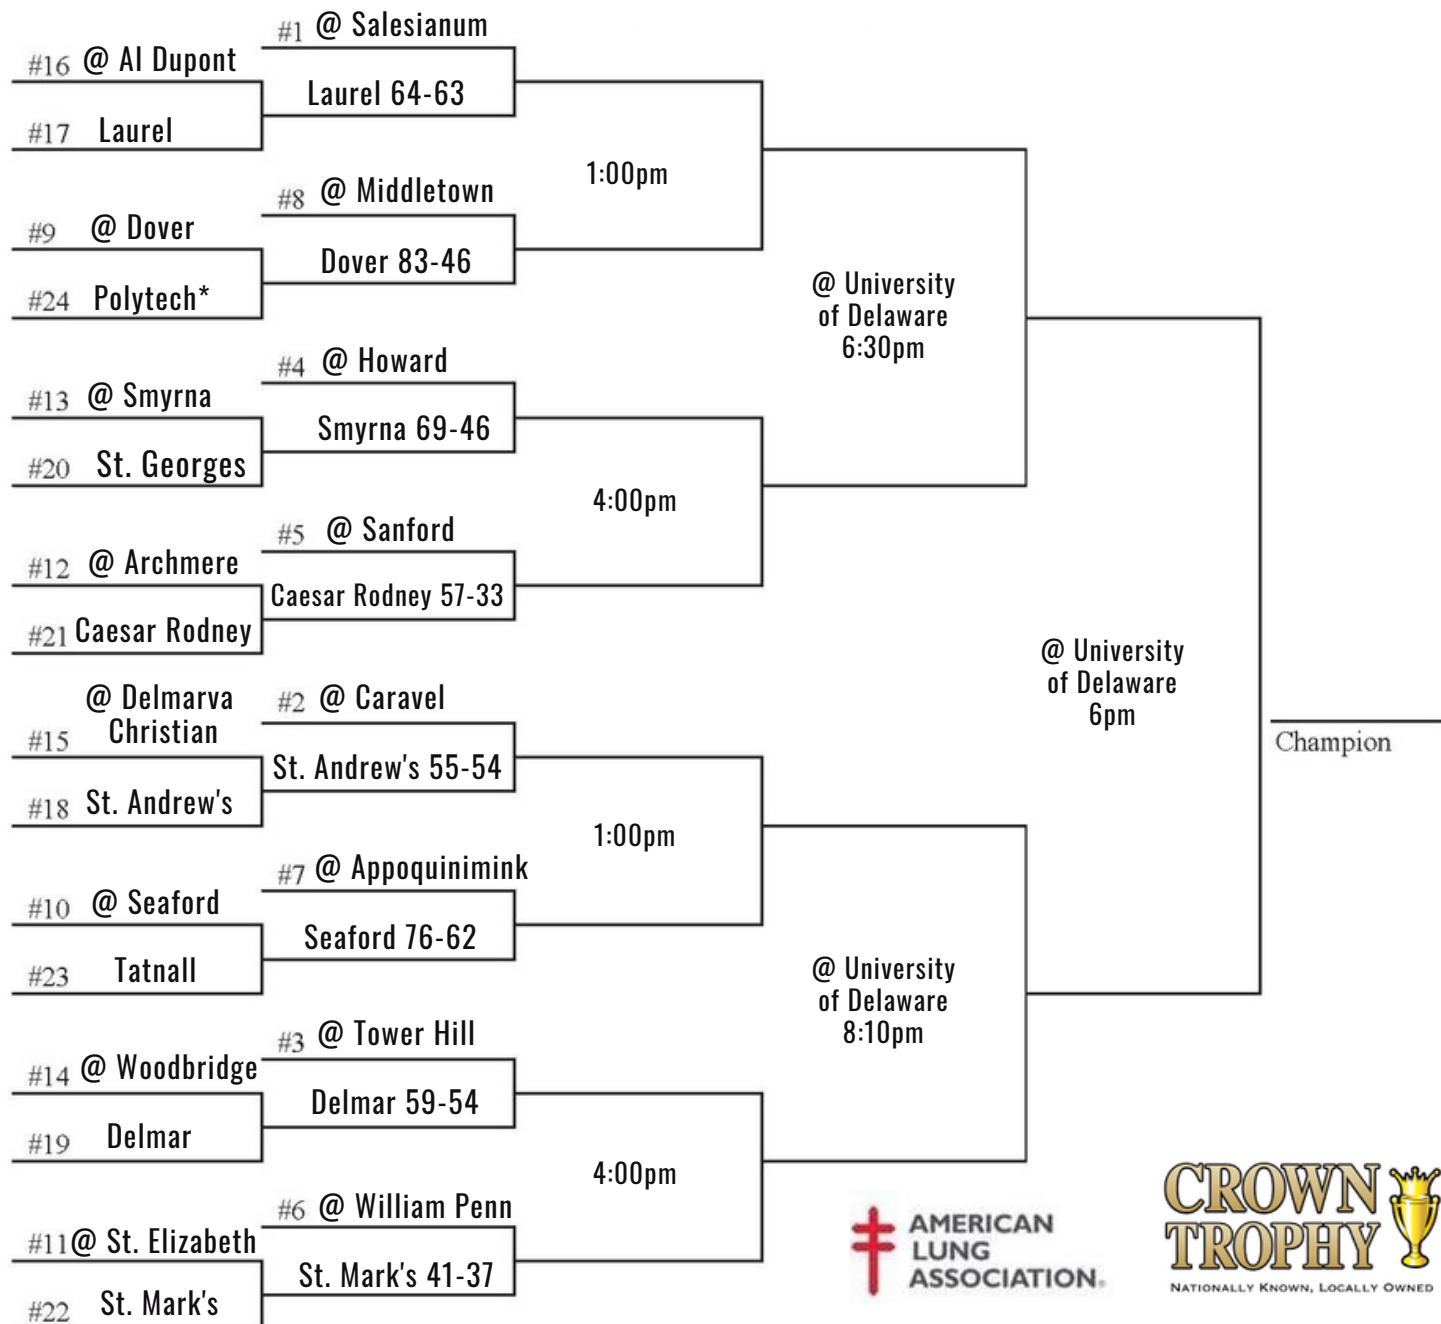 #1 @ Salesianum
#16 @ AI Dupont
Laurel 64-63
#17 Laurel
1:00pm
#8 @ Middletown
#9 @ Dover
Dover 83-46
#24 Polytech*
@ University
of Delaware
6:30pm
#4 @ Howard
#13 @ Smyrna
Smyrna 69-46
#20 St. Georges
4:00pm
#5 @ Sanford
#12 @ Archmere
Caesar Rodney 57-33
#21 Caesar Rodney
@ University
of Delaware
6pm
Champion
#2 @ Caravel
@ Delmarva
Christian
#15
St. Andrew's 55-54
#18 St. Andrew's
1:00pm
#7 @ Appoquinimink
#10 @ Seaford
Seaford 76-62
#23 Tatnall
@ University
of Delaware
8:10pm
#3 @ Tower Hill
#14 @ Woodbridge
Delmar 59-54
#19 Delmar
4:00pm
#6 @ William Penn
#11 @ St. Elizabeth
St. Mark's 41-37
#22 St. Mark's
AMERICAN
LUNG
ASSOCIATION®
CROWN
TROPHY
NATIONALLY KNOWN, LOCALLY OWNED